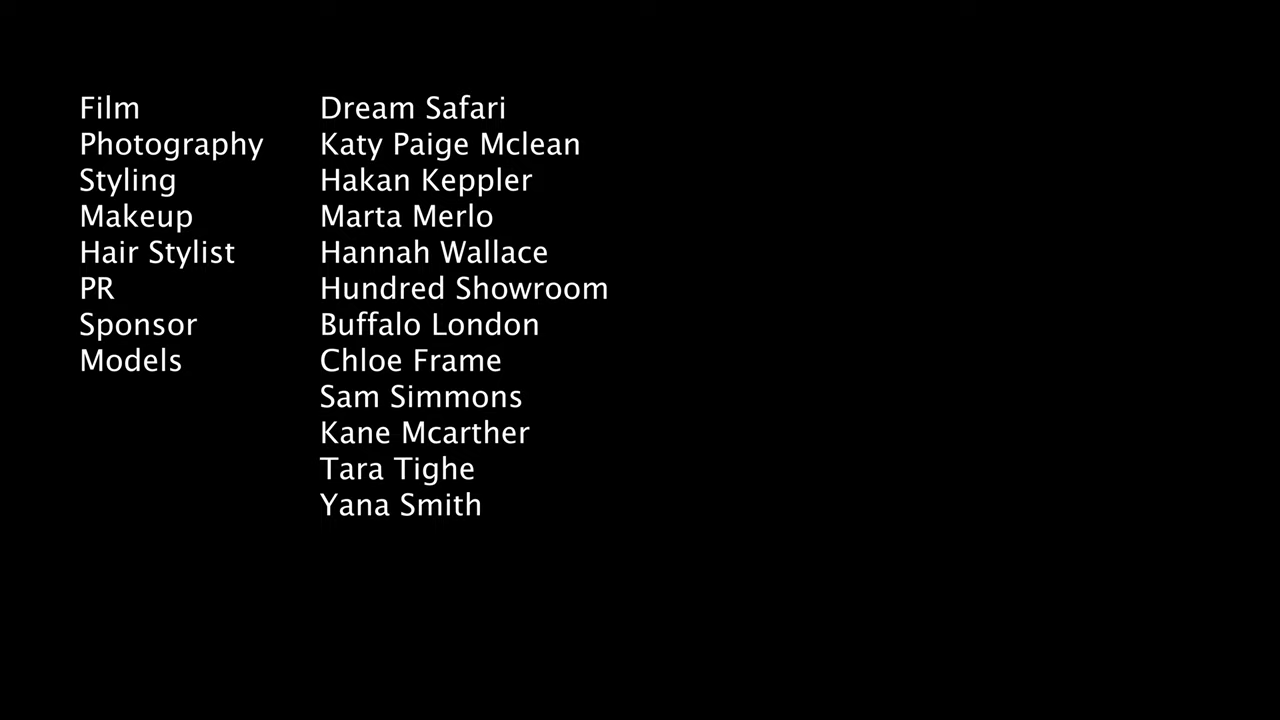 Film Dream Safari
Photography Katy Paige Mclean
Styling Hakan Keppler
Makeup Marta Merlo
Hair Stylist Hannah Wallace
PR Hundred Showroom
Sponsor Buffalo London
Models Chloe Frame
Sam Simmons
Kane Mcarther
Tara Tighe
Yana Smith